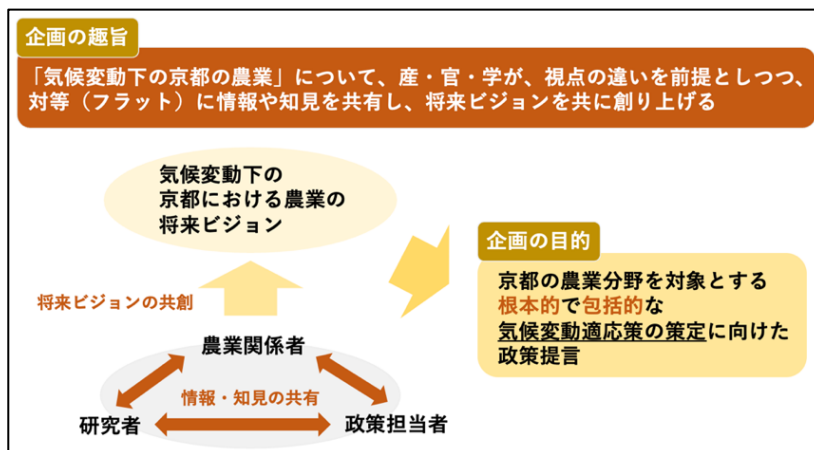 企画の趣旨
「気候変動下の京都の農業」について、産・官・学が、視点の違いを前提としつつ、
対等（フラット）に情報や知見を共有し、将来ビジョンを共に創り上げる
気候変動下の
京都における農業の
将来ビジョン
将来ビジョンの共創
農業関係者
情報・知見の共有
研究者
政策担当者
企画の目的
京都の農業分野を対象とする
根本的で包括的な
気候変動適応策の策定に向けた
政策提言